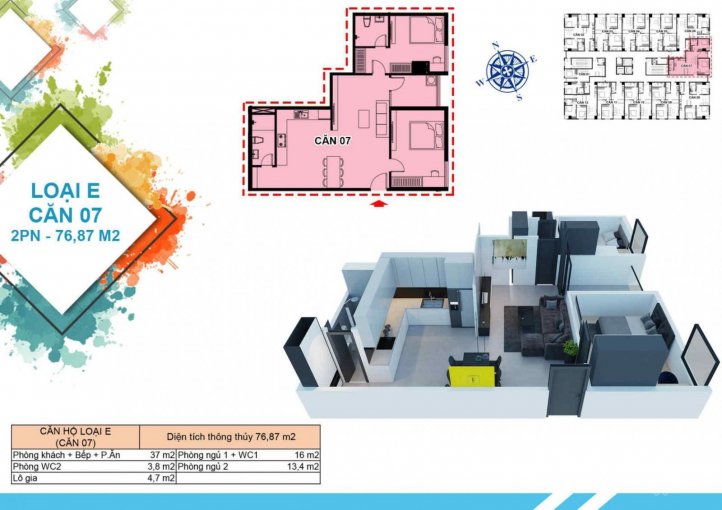 LOẠI E
CĂN 07
2PN - 76,87 M2
CĂN 07
N
E
S
W
CĂN 07
CĂN HỘ LOẠI E
(CĂN 07)
Diện tích thông thủy 76,87 m2
Phòng khách + Bếp + P.Ăn 37 m2 Phòng ngủ 1 + WC1 16 m2
Phòng WC2 3,8 m2 Phòng ngủ 2 13,4 m2
Lô gia 4,7 m2